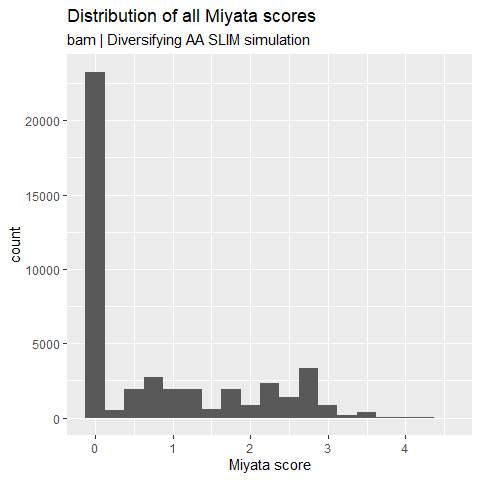 Distribution of all Miyata scores
bam | Diversifying AA SLIM simulation
20000
15000
10000
5000
0
count
0 1 2 3 4
Miyata score